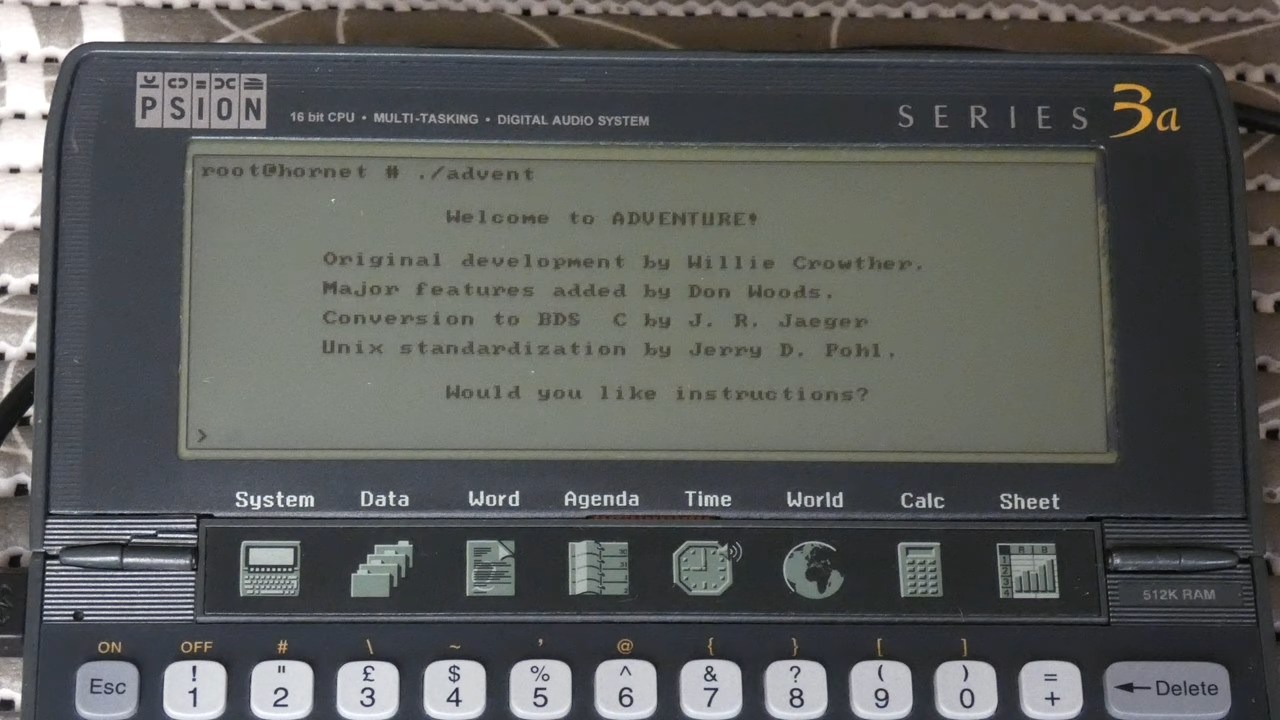 PSION
16 bit CPU • MULTI-TASKING • DIGITAL AUDIO SYSTEM
SERIES 3a
root@hornet # ./advent
Welcome to ADVENTURE!
Original development by Willie Crowther.
Major features added by Don Woods.
Conversion to BDS  C by J. R. Jaeger
Unix standardization by Jerry D. Pohl.
Would you like instructions?
>
System Data Word Agenda Time World Calc Sheet
512K RAM
ON OFF # \ ~ ' @ { } [ ]
! " £ $ % ^ & ? ( ) =
Esc 1 2 3 4 5 6 7 8 9 0 + ← Delete